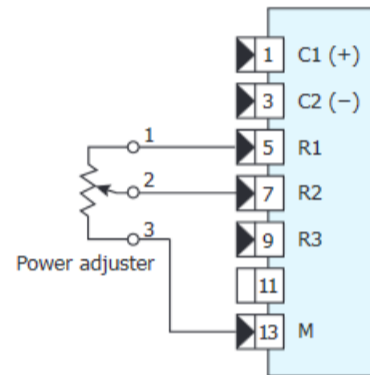 1 C1 (+)
3 C2 (−)
1 5 R1
2 7 R2
3 9 R3
Power adjuster 11
13 M